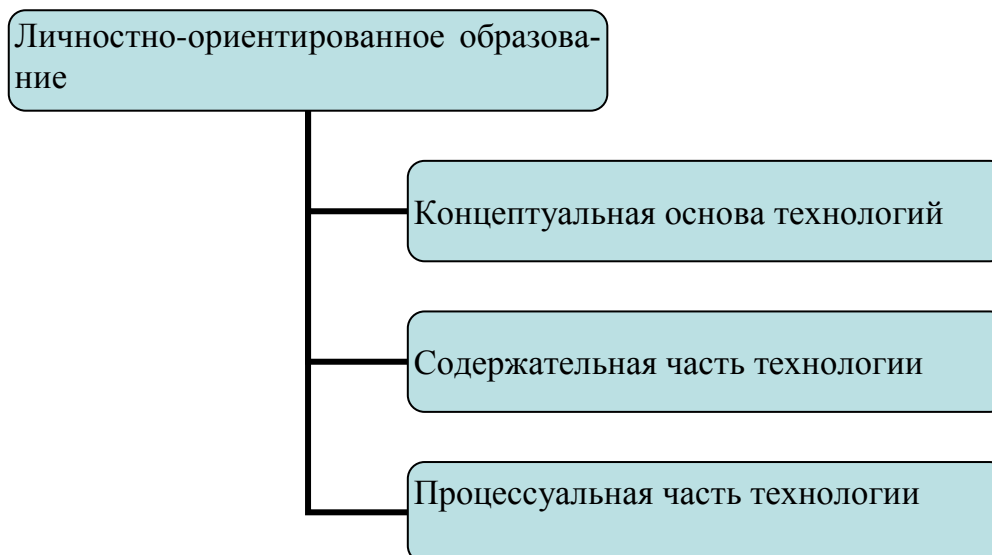 Личностно-ориентированное образова-
ние
Концептуальная основа технологий
Содержательная часть технологии
Процессуальная часть технологии